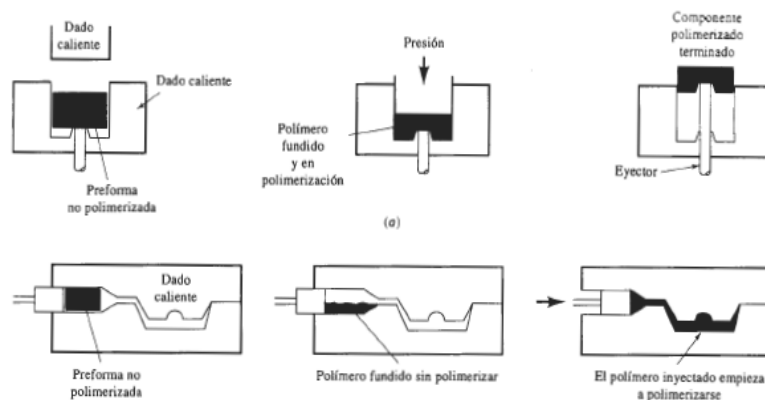 Dado
caliente
Dado caliente
Preforma
no polimerizada
Presión
Polímero
fundido
y en
polimerización
Componente
polimerizado
terminado
Eyector
(a)
Dado
caliente
Preforma no
polimerizada
Polímero fundido sin polimerizar
El polímero inyectado empieza
a polimerizarse